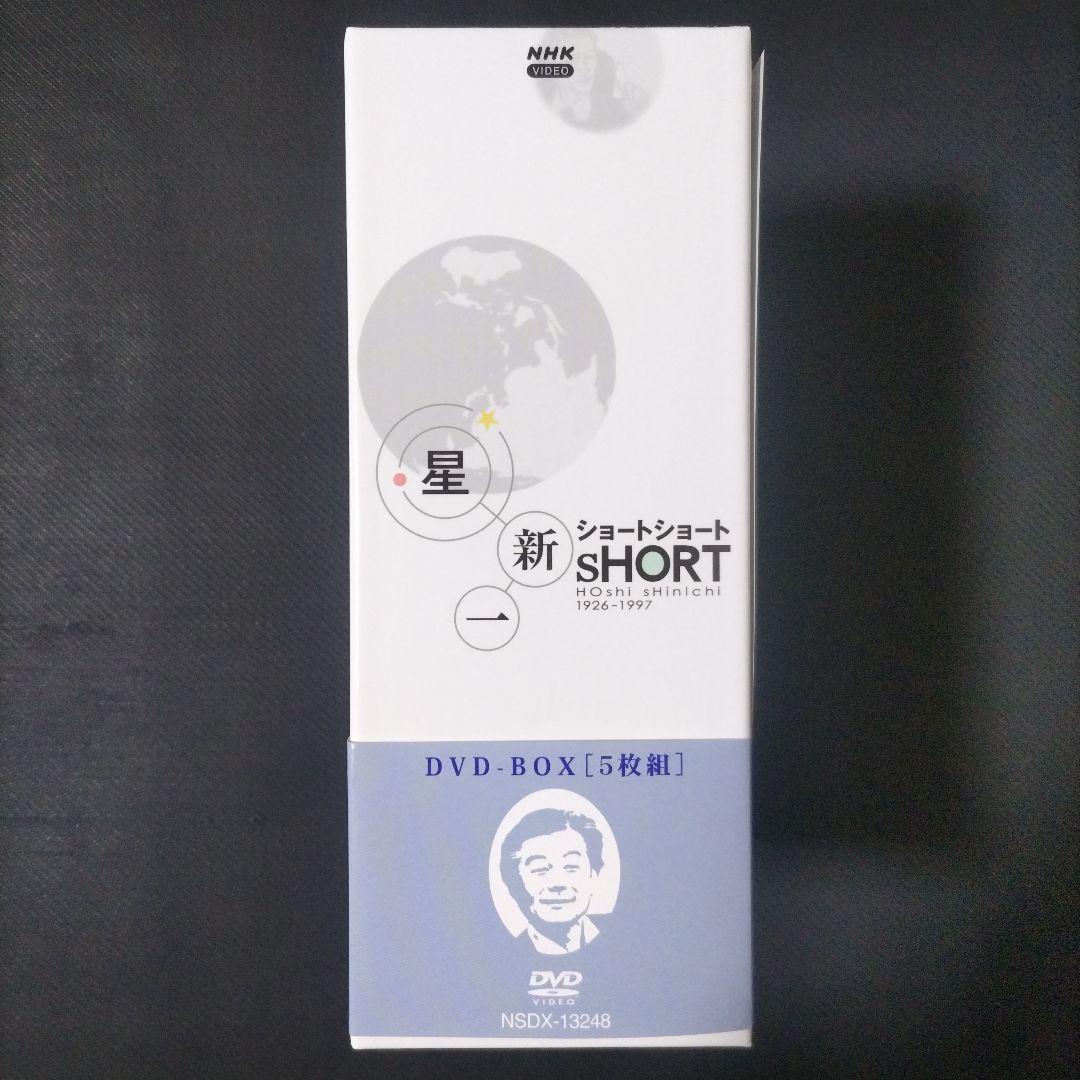 NHK
VIDEO
星
新
一
ショートショート
sHORT
HOshi sHinIchi
1926-1997
DVD-BOX[5枚組]
DVD
VIDEO
NSDX-13248